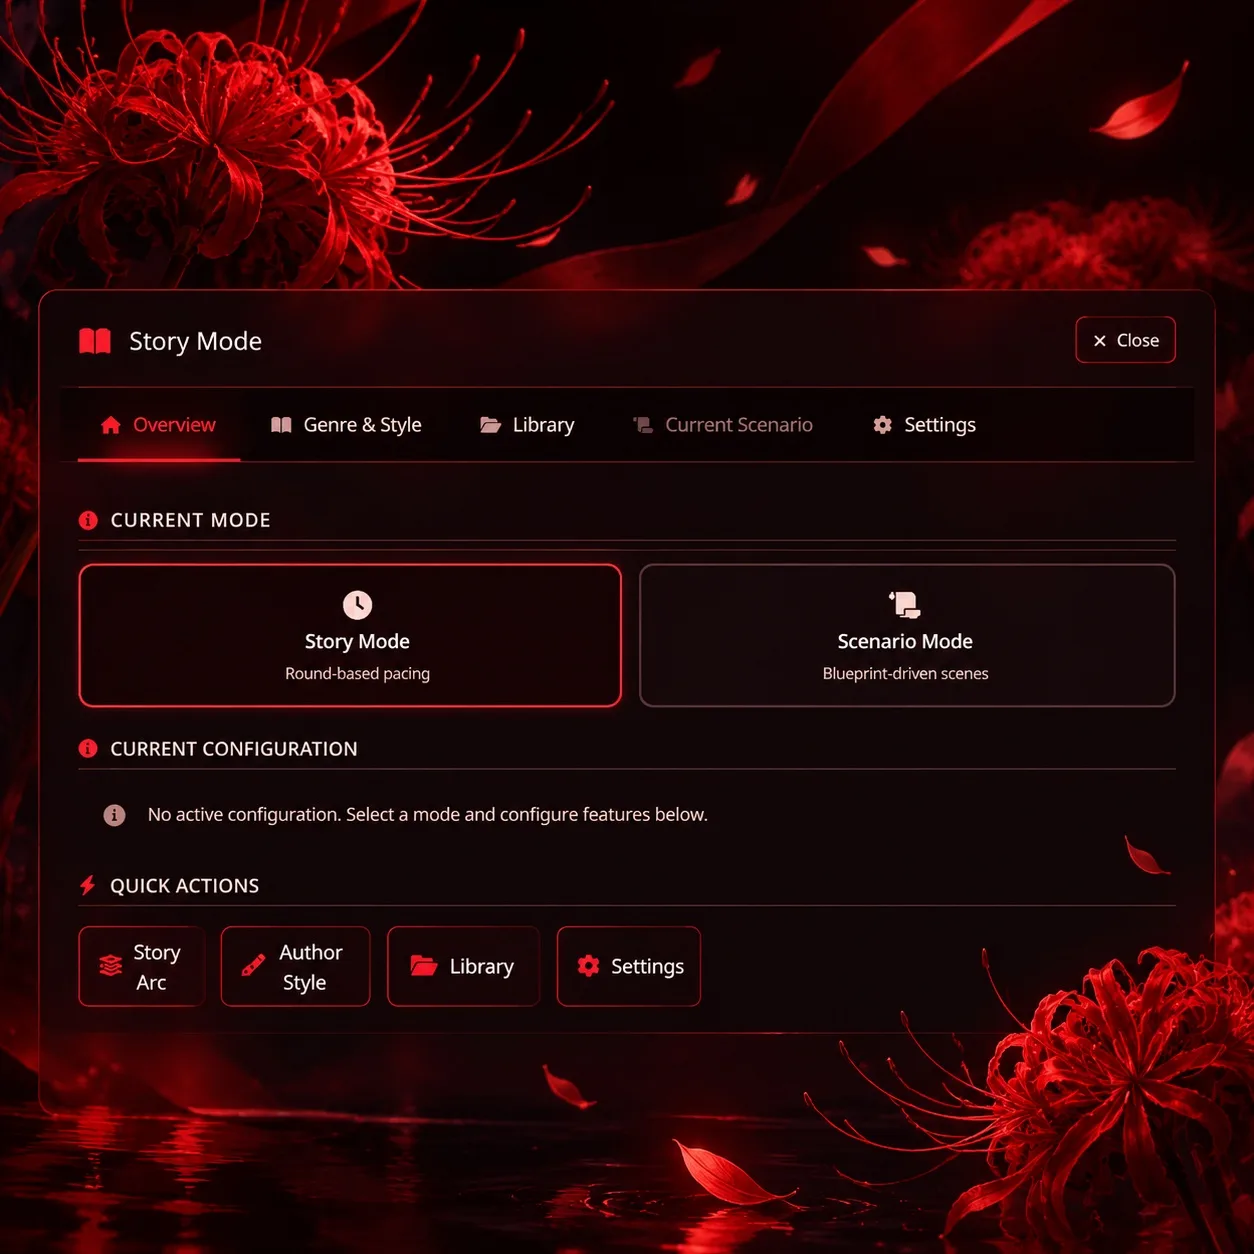 Story Mode
Close
Overview
Genre & Style
Library
Current Scenario
Settings
CURRENT MODE
Story Mode
Round-based pacing
Scenario Mode
Blueprint-driven scenes
CURRENT CONFIGURATION
No active configuration. Select a mode and configure features below.
QUICK ACTIONS
Story
Arc
Author
Style
Library
Settings